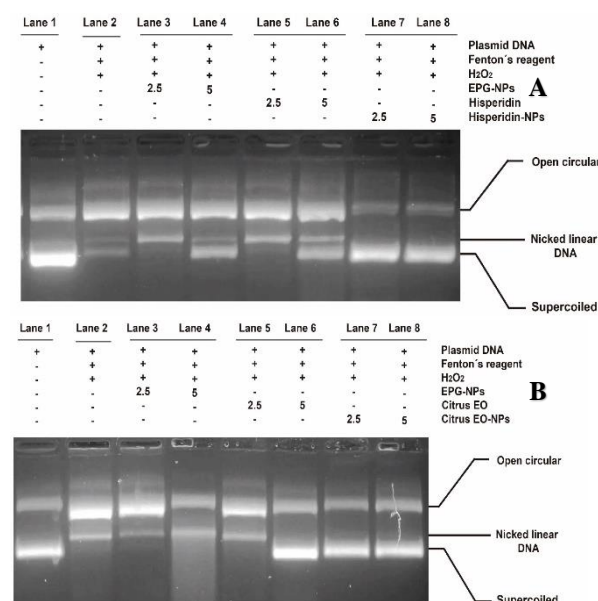 Lane 1 Lane 2 Lane 3 Lane 4 Lane 5 Lane 6 Lane 7 Lane 8
+ + + + + + + + Plasmid DNA
- + + + + + + + Fenton´s reagent
- + + + + + + + H2O2
- - 2.5 5 - - - - EPG-NPs
- - - - 2.5 5 - - Hisperidin
- - - - - - 2.5 5 Hisperidin-NPs
A
Open circular
Nicked linear
DNA
Supercoiled
Lane 1 Lane 2 Lane 3 Lane 4 Lane 5 Lane 6 Lane 7 Lane 8
+ + + + + + + + Plasmid DNA
- + + + + + + + Fenton´s reagent
- + + + + + + + H2O2
- - 2.5 5 - - - - EPG-NPs
- - - - 2.5 5 - - Citrus EO
- - - - - - 2.5 5 Citrus EO-NPs
B
Open circular
Nicked linear
DNA
Supercoiled